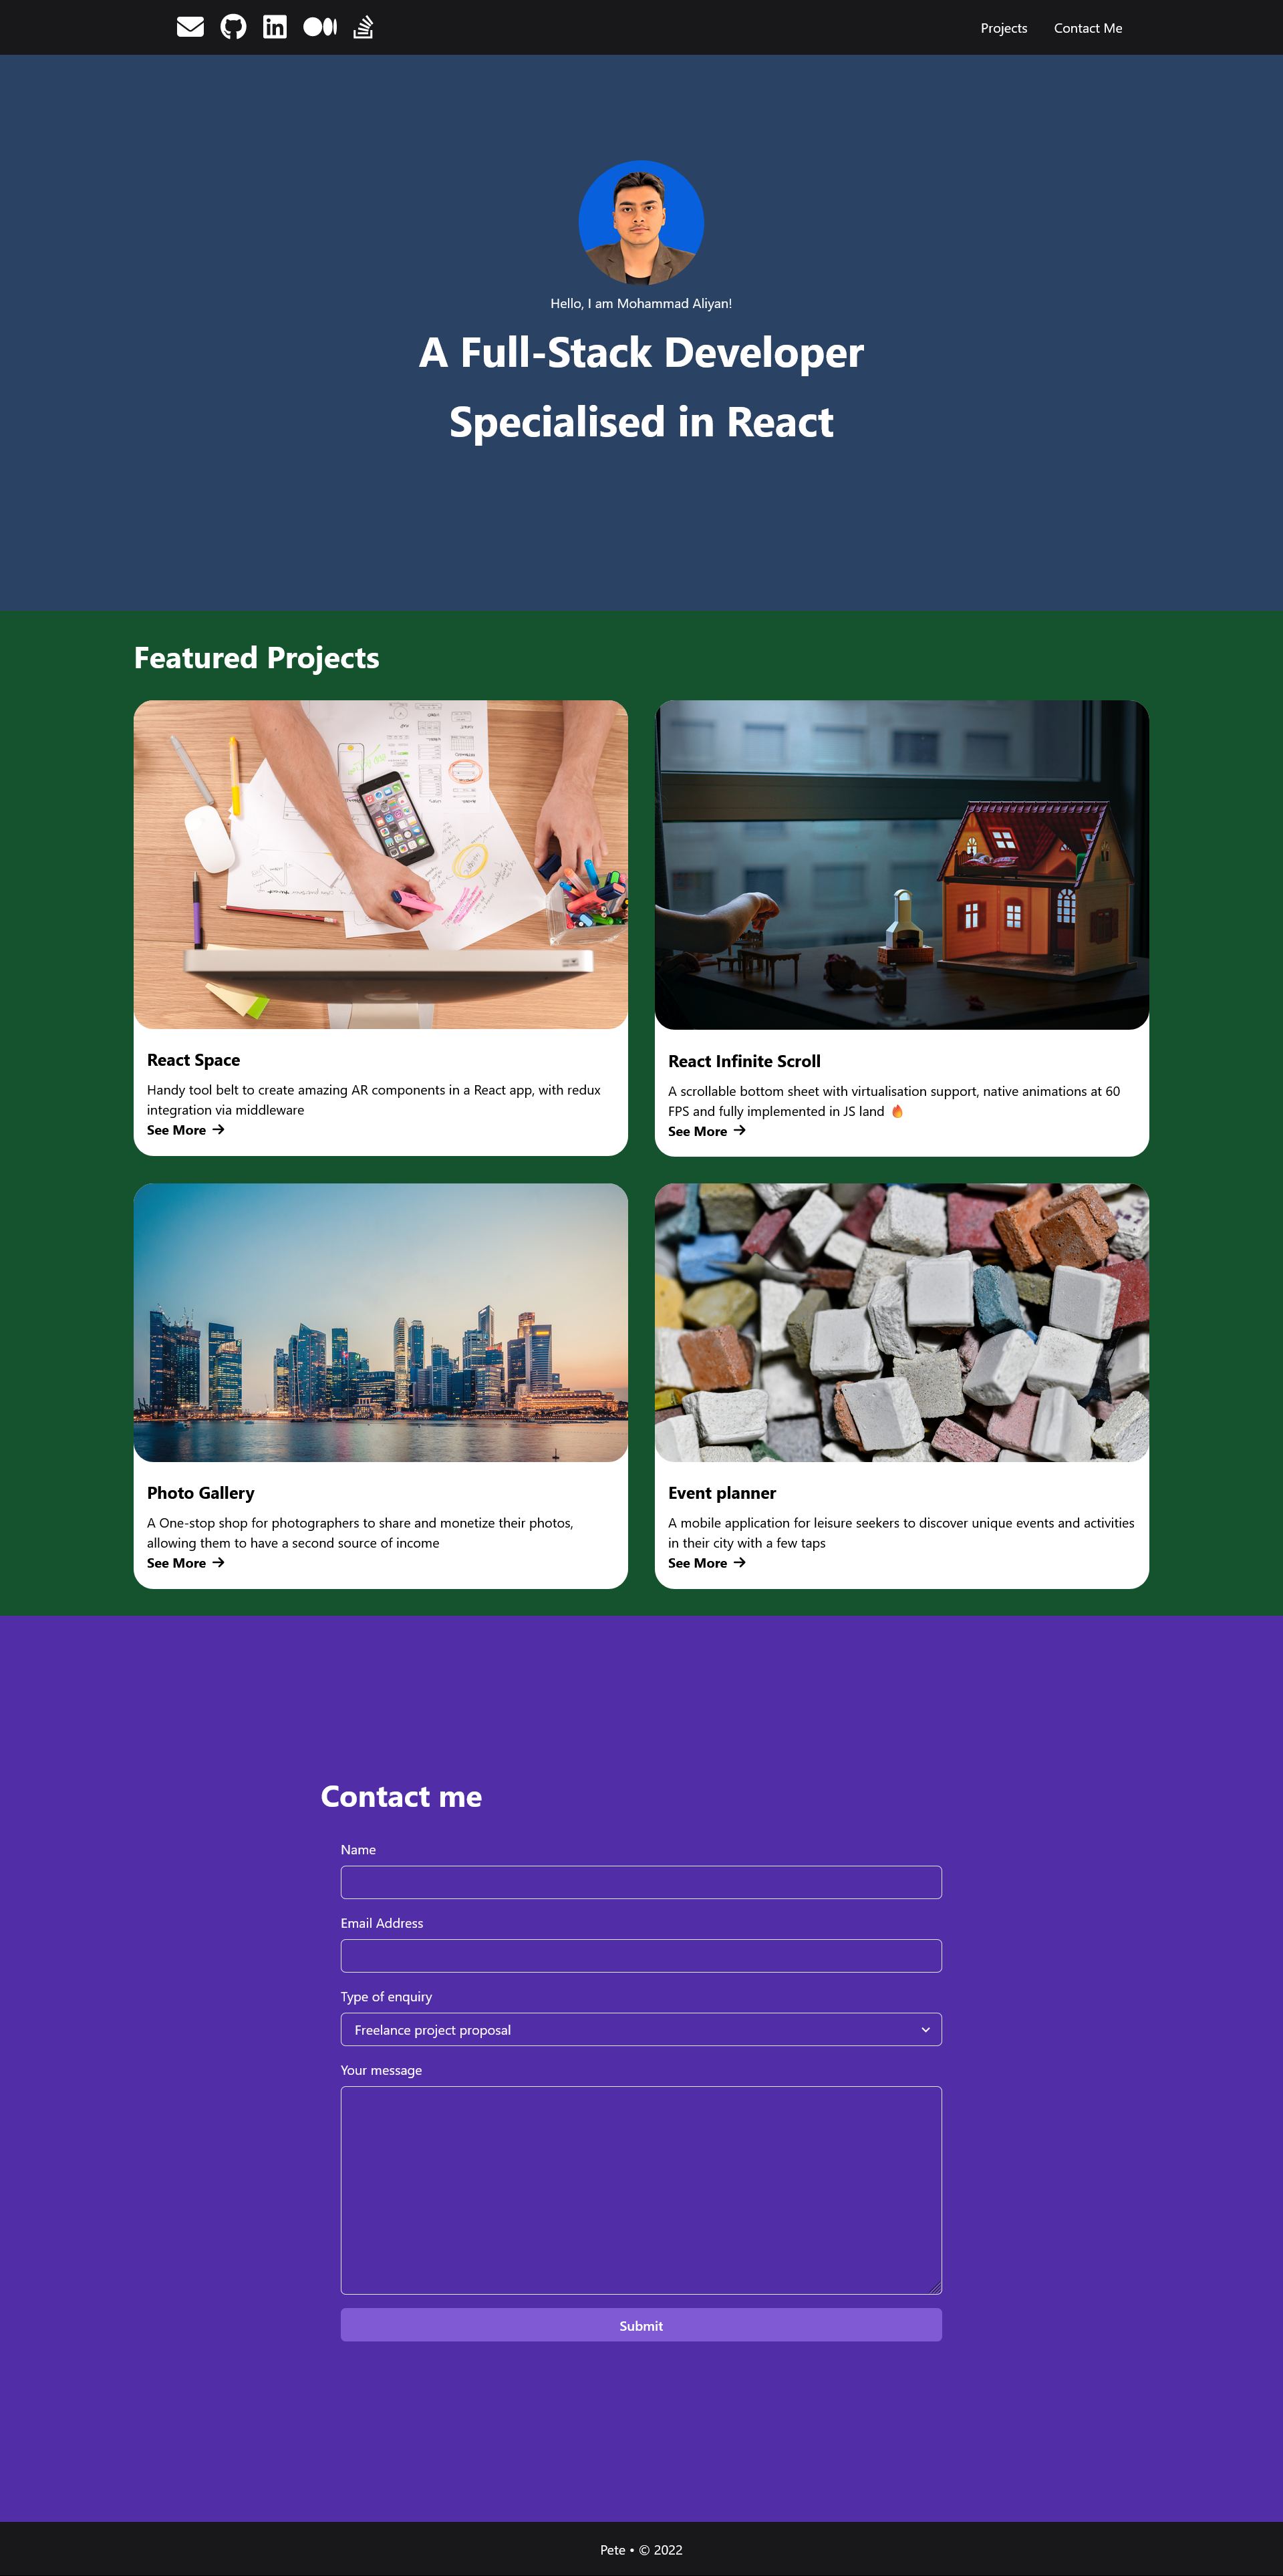 Projects Contact Me
Hello, I am Mohammad Aliyan!
A Full-Stack Developer
Specialised in React
Featured Projects
React Space
Handy tool belt to create amazing AR components in a React app, with redux
integration via middleware
See More →
React Infinite Scroll
A scrollable bottom sheet with virtualisation support, native animations at 60
FPS and fully implemented in JS land 🔥
See More →
Photo Gallery
A One-stop shop for photographers to share and monetize their photos,
allowing them to have a second source of income
See More →
Event planner
A mobile application for leisure seekers to discover unique events and activities
in their city with a few taps
See More →
Contact me
Name
Email Address
Type of enquiry
Freelance project proposal
Your message
Submit
Pete • © 2022